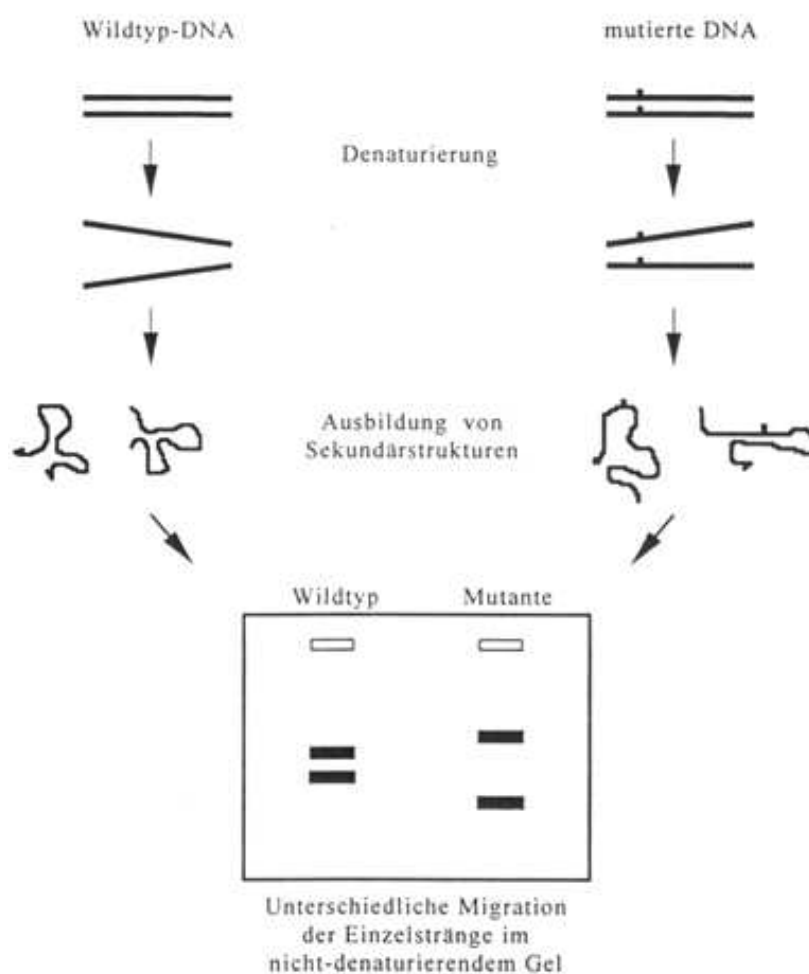 Wildtyp-DNA
mutierte DNA
Denaturierung
Ausbildung von
Sekundärstrukturen
Wildtyp
Mutante
Unterschiedliche Migration
der Einzelstränge im
nicht-denaturierendem Gel